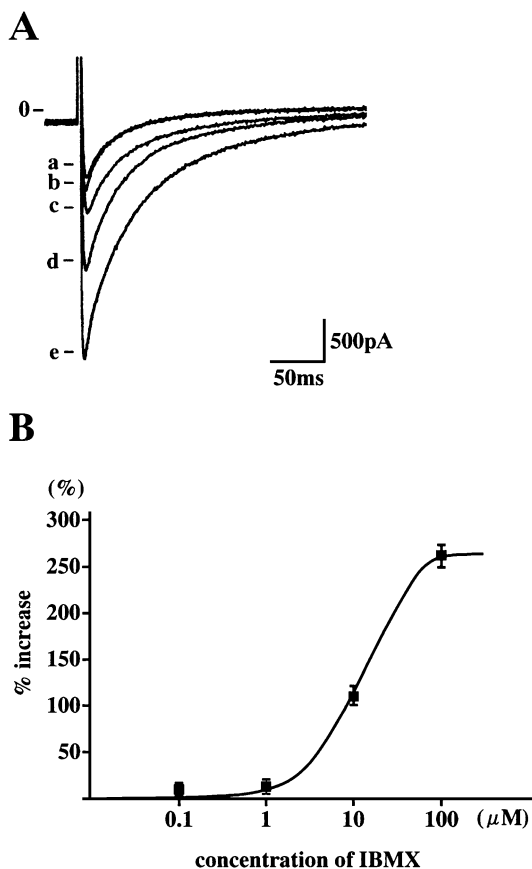 A
0
a
b
c
d
e
500pA
50ms
B
(%)
300
250
200
150
100
50
% increase
0.1 1 10 100 (μM)
concentration of IBMX